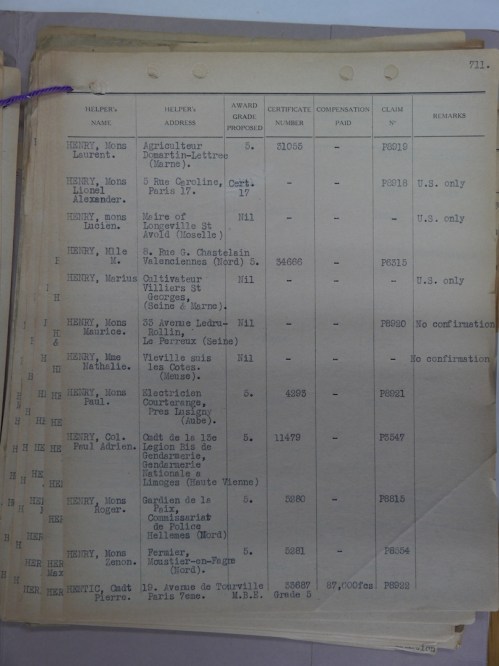 711.
HELPER's NAME HELPER's ADDRESS AWARD GRADE PROPOSED CERTIFICATE NUMBER COMPENSATION PAID CLAIM Nº REMARKS
HENRY, Mons Agriculteur 5. 31055 - P8919
Laurent. Domartin-Lettree
(Marne).
HENRY, Mons 5 Rue Caroline, Cert. - - P2918 U.S. only
Lionel Paris 17. 17
Alexander.
HENRY, mons Maire of Nil - - - U.S. only
Lucien. Longeville St
Avold (Moselle)
HENRY, Mlle 8. Rue G. Chastelain
M. Valenciennes (Nord) 5. 34666 - P6315
HENRY, Marius Cultivateur Nil - - - U.S. only
Villiers St
Georges,
(Seine & Marne).
HENRY, Mons 33 Avenue Ledru- Nil - - P8920 No confirmation
Maurice. Rollin,
Le Perreux (Seine)
HENRY, Mme Vieville suis Nil - - - No confirmation
Nathalie. les Cotes.
(Meuse).
HENRY, Mons Electricien 5. 4293 - P8921
Paul. Courterange,
Pres Lusigny
(Aube).
HENRY, Col. Cmdt de la 13e 5. 11479 - P5547
Paul Adrien. Legion Bis de
Gendarmerie,
Gendarmerie
Nationale a
Limoges (Haute Vienne)
HENRY, Mons Gardien de la 5. 5280 - P8815
Roger. Paix,
Commissariat
de Police
Hellemes (Nord)
HENRY, Mons Fermier, 5. 5281 - P6554
Zenon. Moustier-en-Fagne
(Nord).
HENTIC, Cmdt 19. Avenue de Tourville 33687 67,000fcs P8922
Pierre. Paris 7eme. M.B.E. Grade 5